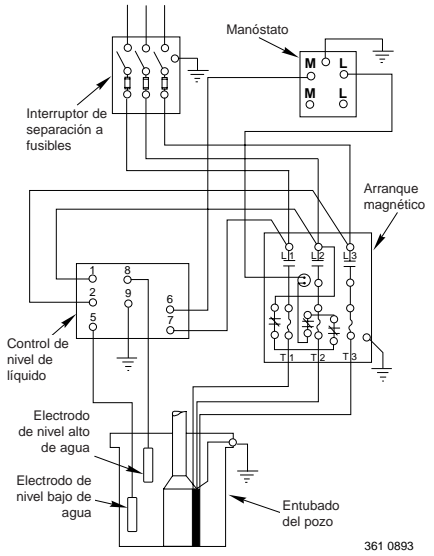 Manóstato
M L
M L
Interruptor de
separación a
fusibles
Arranque
magnético
L1 L2 L3
1 8
2 9
6
5 7
Control de
nivel de
líquido
T1 T2 T3
Electrodo
de nivel alto
de agua
Electrodo de
nivel bajo de
agua
Entubado
del pozo
361 0893